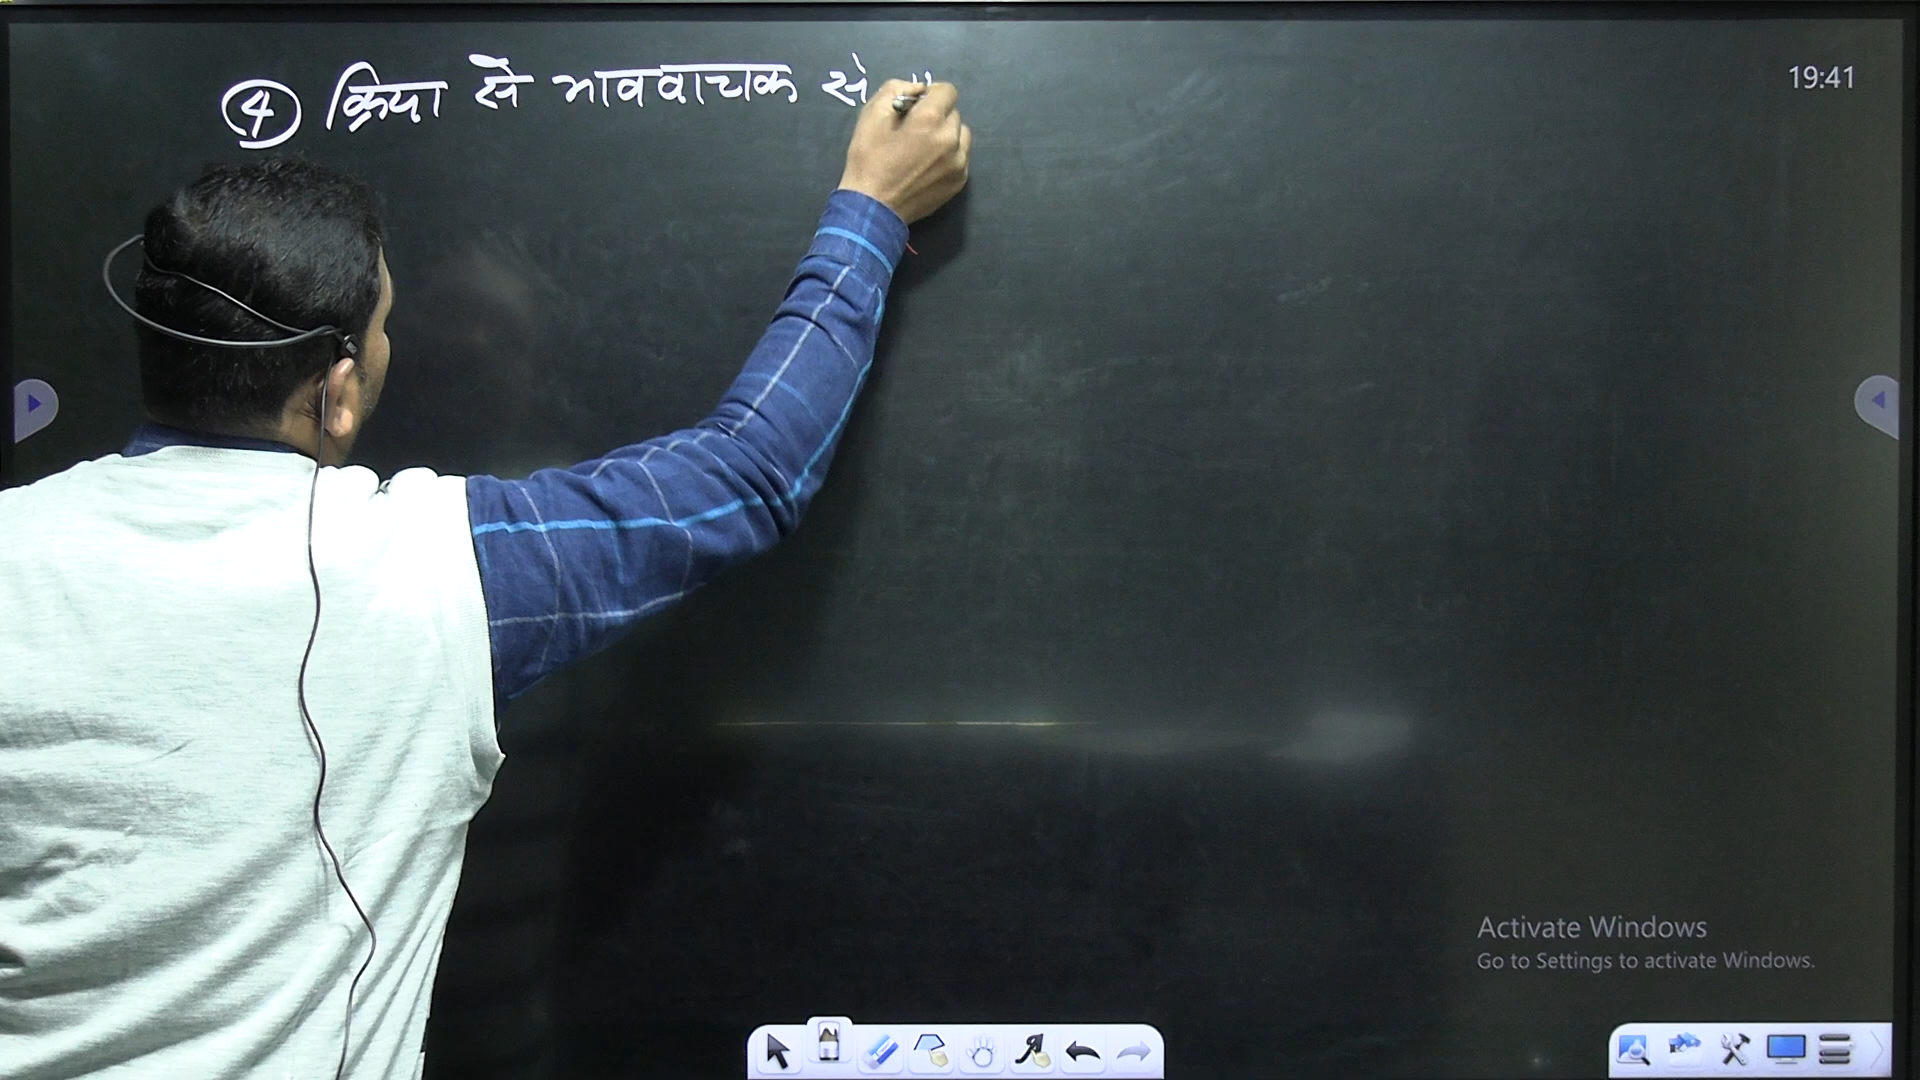 ④ क्रिया से भाववाचक सं
19:41
Activate Windows
Go to Settings to activate Windows.